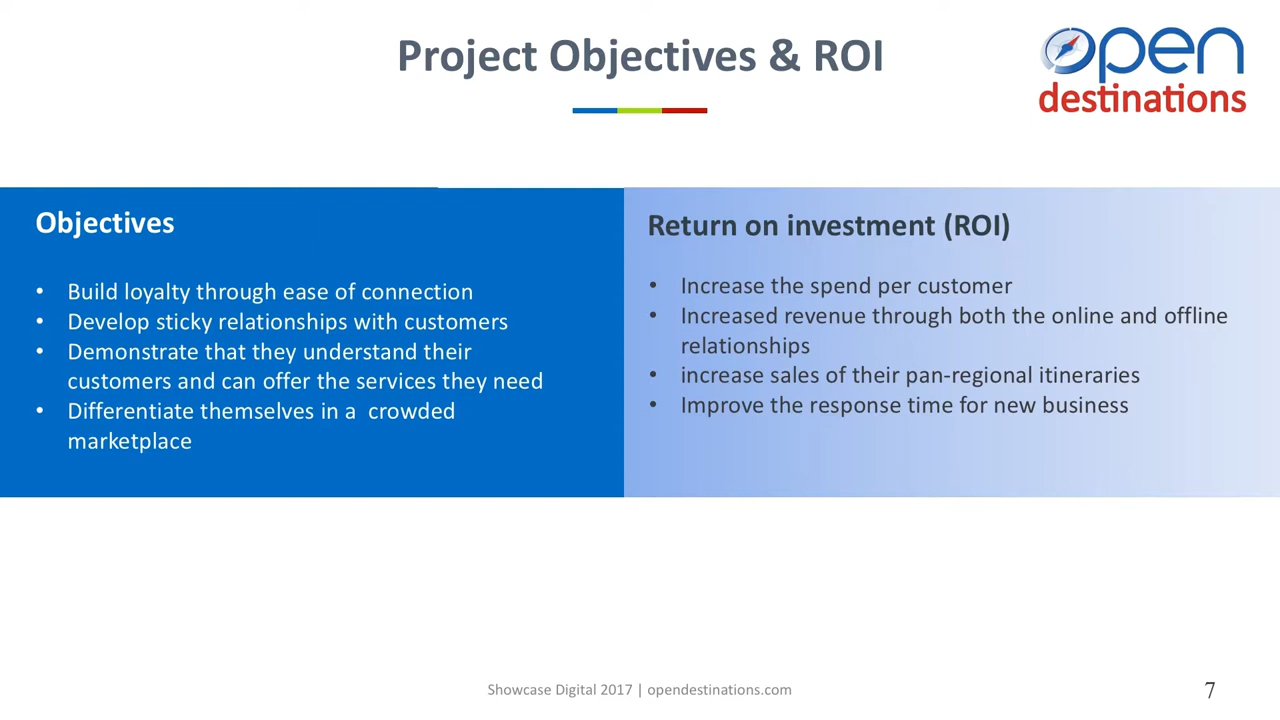 Project Objectives & ROI
open
destinations
Objectives
• Build loyalty through ease of connection
• Develop sticky relationships with customers
• Demonstrate that they understand their
customers and can offer the services they need
• Differentiate themselves in a  crowded
marketplace
Return on investment (ROI)
• Increase the spend per customer
• Increased revenue through both the online and offline
relationships
• increase sales of their pan-regional itineraries
• Improve the response time for new business
Showcase Digital 2017 | opendestinations.com
7